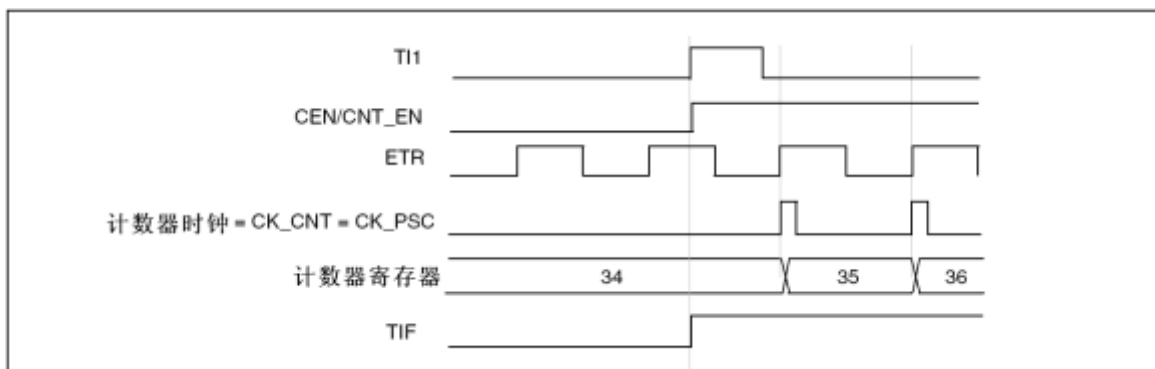 TI1
CEN/CNT_EN
ETR
计数器时钟 = CK_CNT = CK_PSC
计数器寄存器 34 35 36
TIF